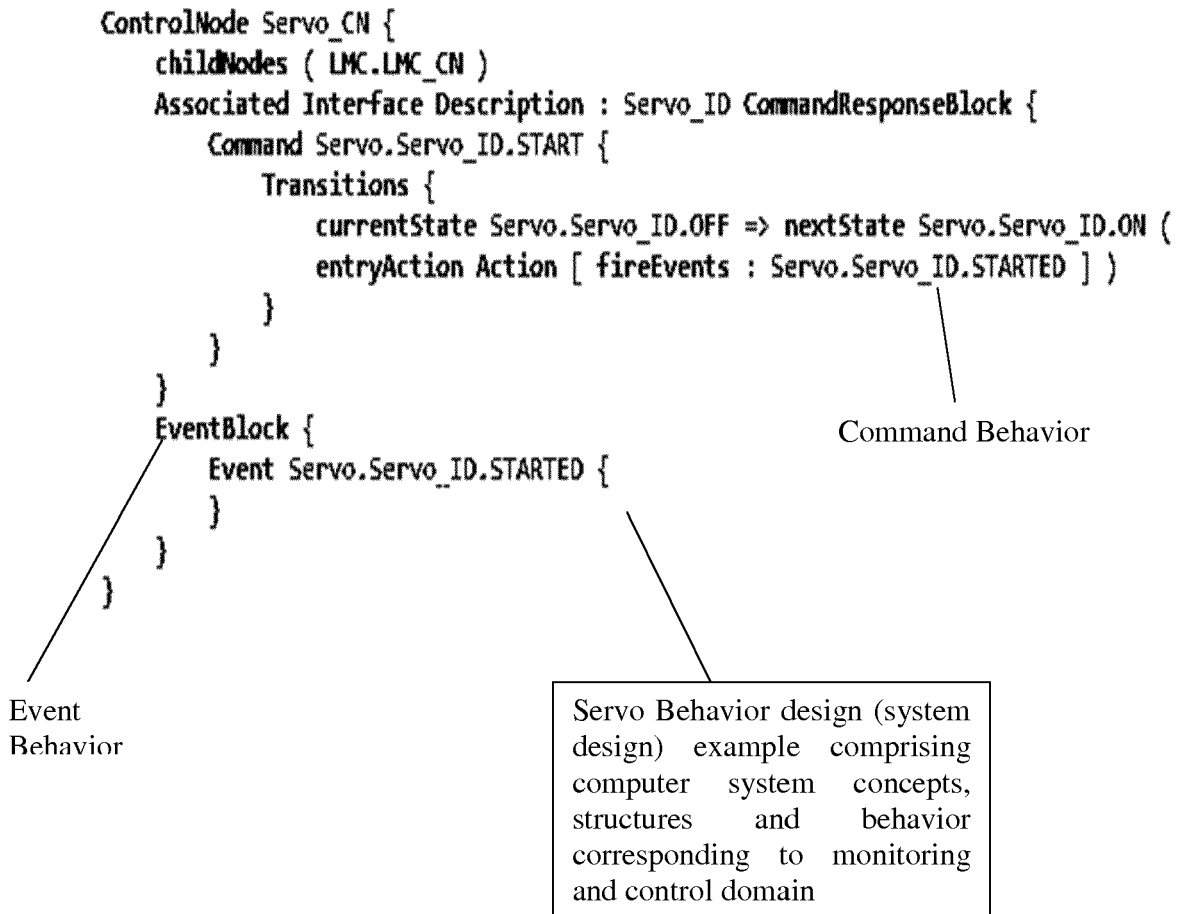 ControlNode Servo_CN {
childNodes ( LMC.LMC_CN )
Associated Interface Description : Servo_ID CommandResponseBlock {
Command Servo.Servo_ID.START {
Transitions {
currentState Servo.Servo_ID.OFF => nextState Servo.Servo_ID.ON (
entryAction Action [ fireEvents : Servo.Servo_ID.STARTED ] )
}
}
}
EventBlock {
Event Servo.Servo_ID.STARTED {
}
}
}
Command Behavior
Event
Behavior
Servo Behavior design (system
design) example comprising
computer system concepts,
structures and behavior
corresponding to monitoring
and control domain